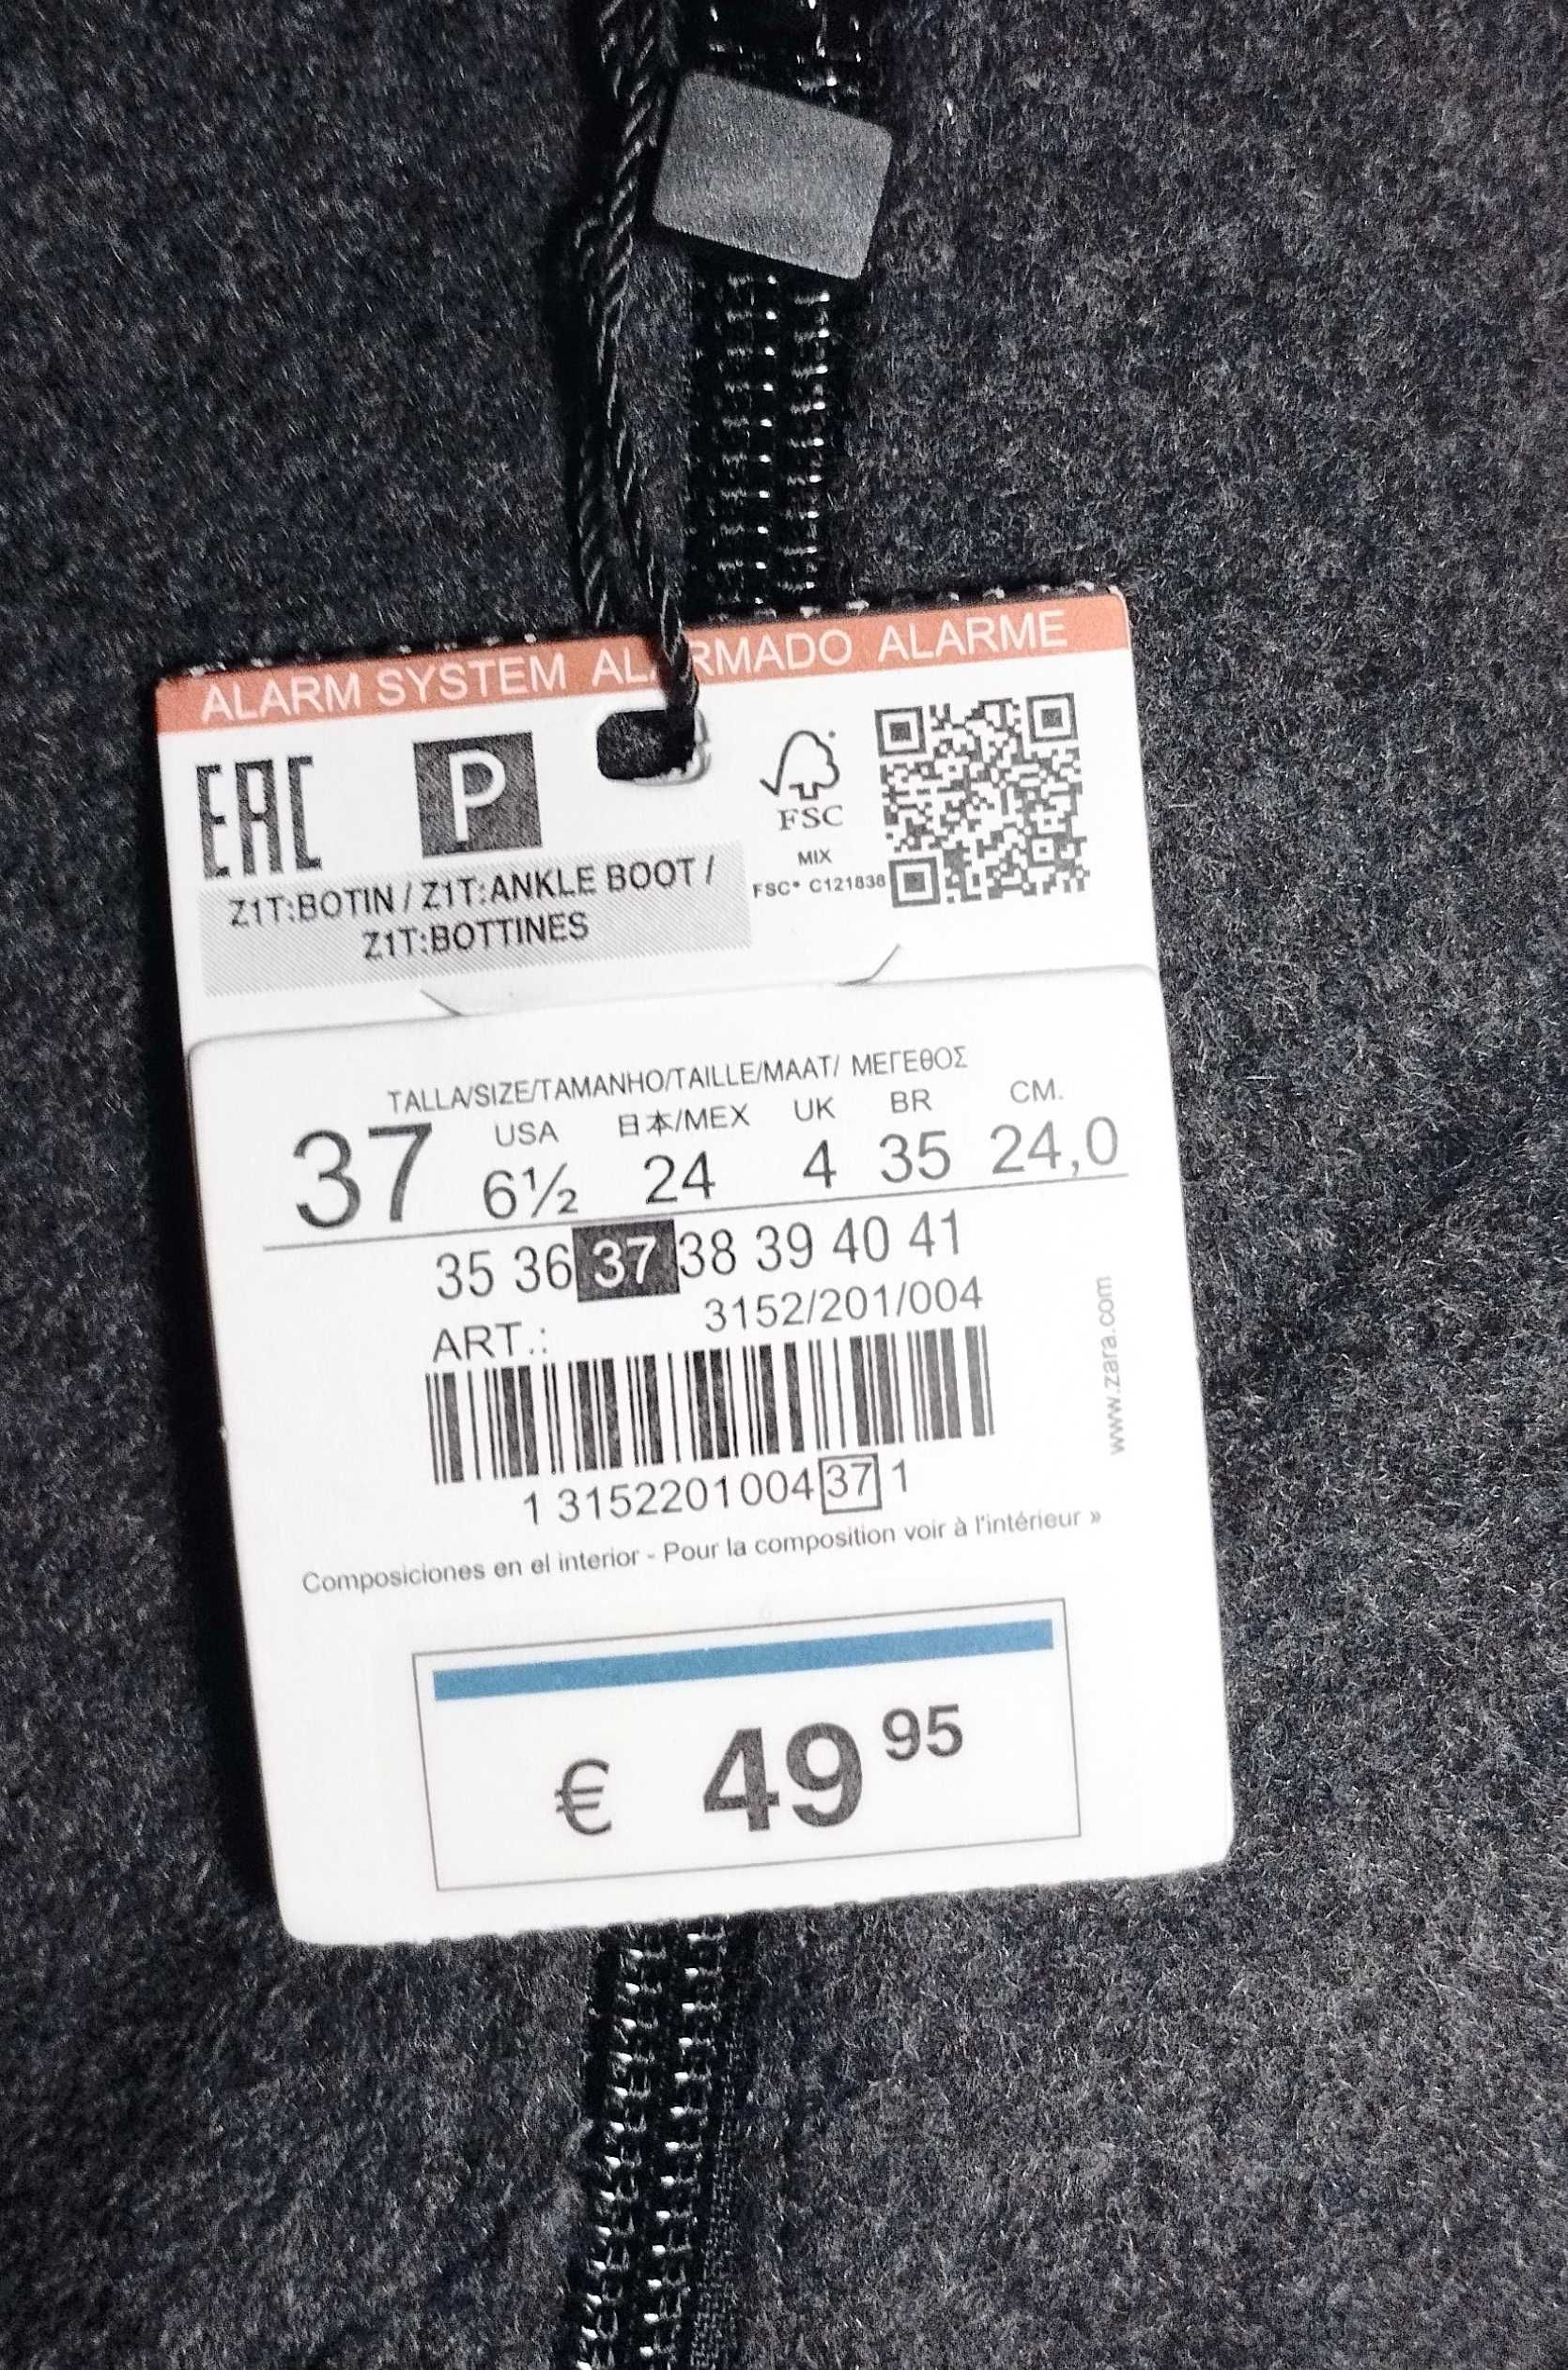 ALARM SYSTEM ALARMADO ALARME
EAC
P
FSC
MIX
FSC® C121838
Z1T:BOTIN / Z1T:ANKLE BOOT /
Z1T:BOTTINES
TALLA/SIZE/TAMANHO/TAILLE/MAAT/ ΜΕΓΕΘΟΣ
USA 日本/MEX UK BR CM.
37 6½ 24 4 35 24,0
35 36 37 38 39 40 41
ART.: 3152/201/004
1 3152201004 37 1
www.zara.com
Composiciones en el interior - Pour la composition voir à l'intérieur »
€ 49 95